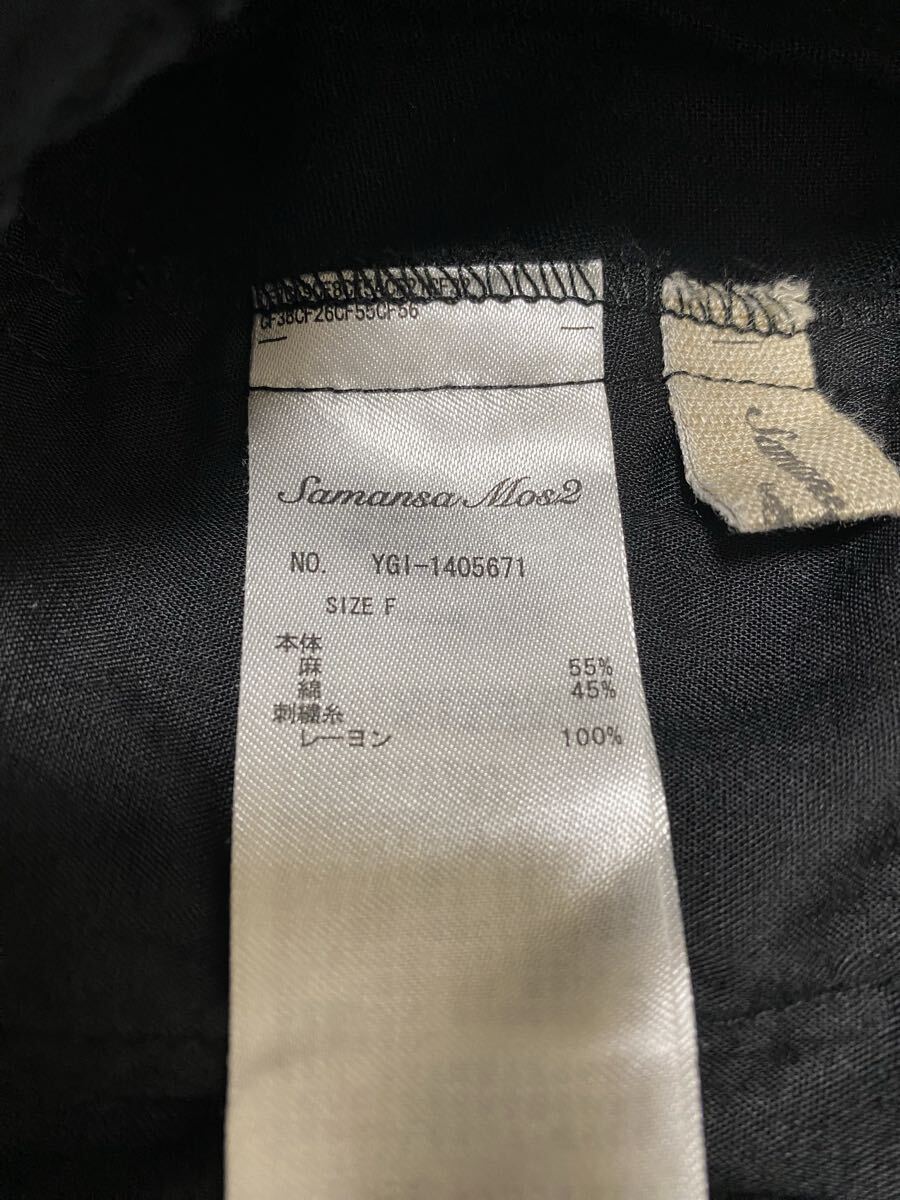 CF38CF26CF55CF56
Samansa Mos2
NO. YGI-1405671
SIZE F
本体
麻 55%
綿 45%
刺繍糸
レーヨン 100%